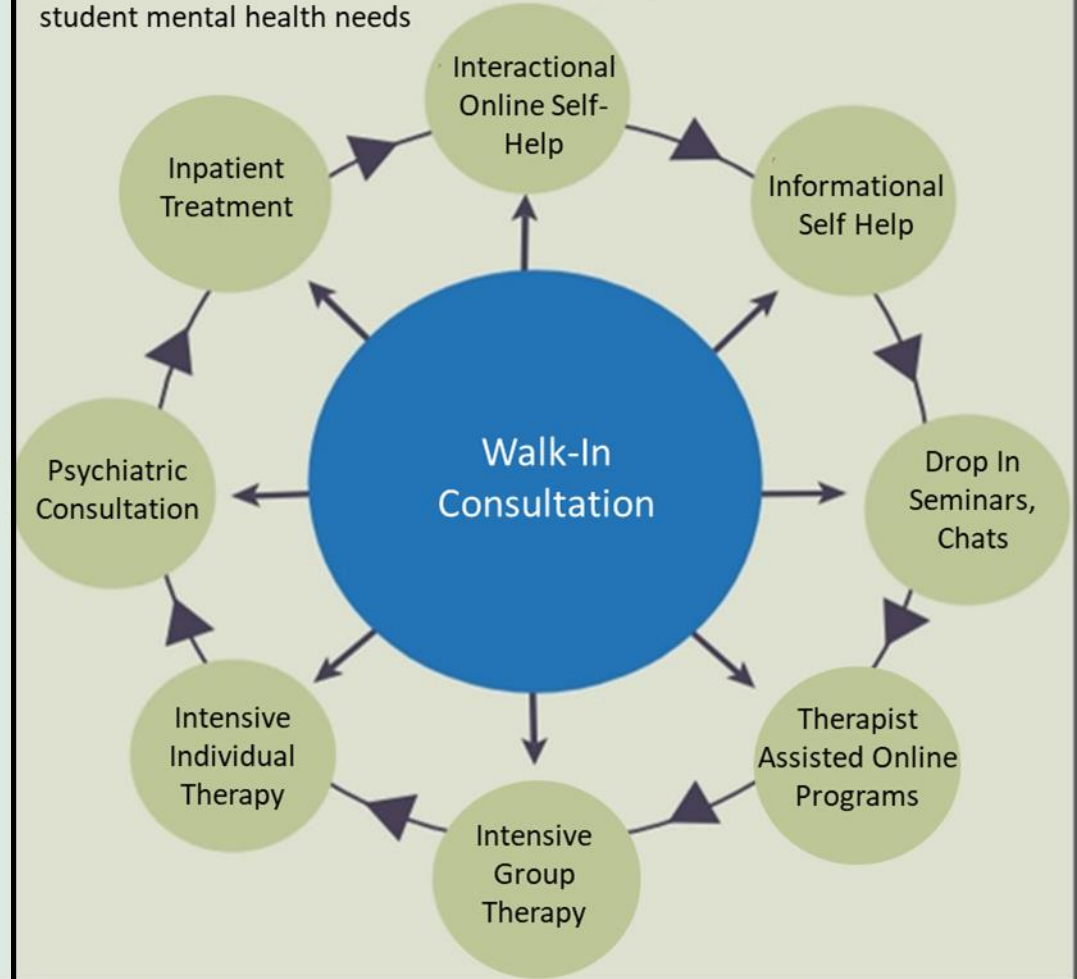 student mental health needs
Interactional
Online Self-
Help
Informational
Self Help
Drop In
Seminars,
Chats
Therapist
Assisted Online
Programs
Intensive
Group
Therapy
Intensive
Individual
Therapy
Psychiatric
Consultation
Inpatient
Treatment
Walk-In
Consultation